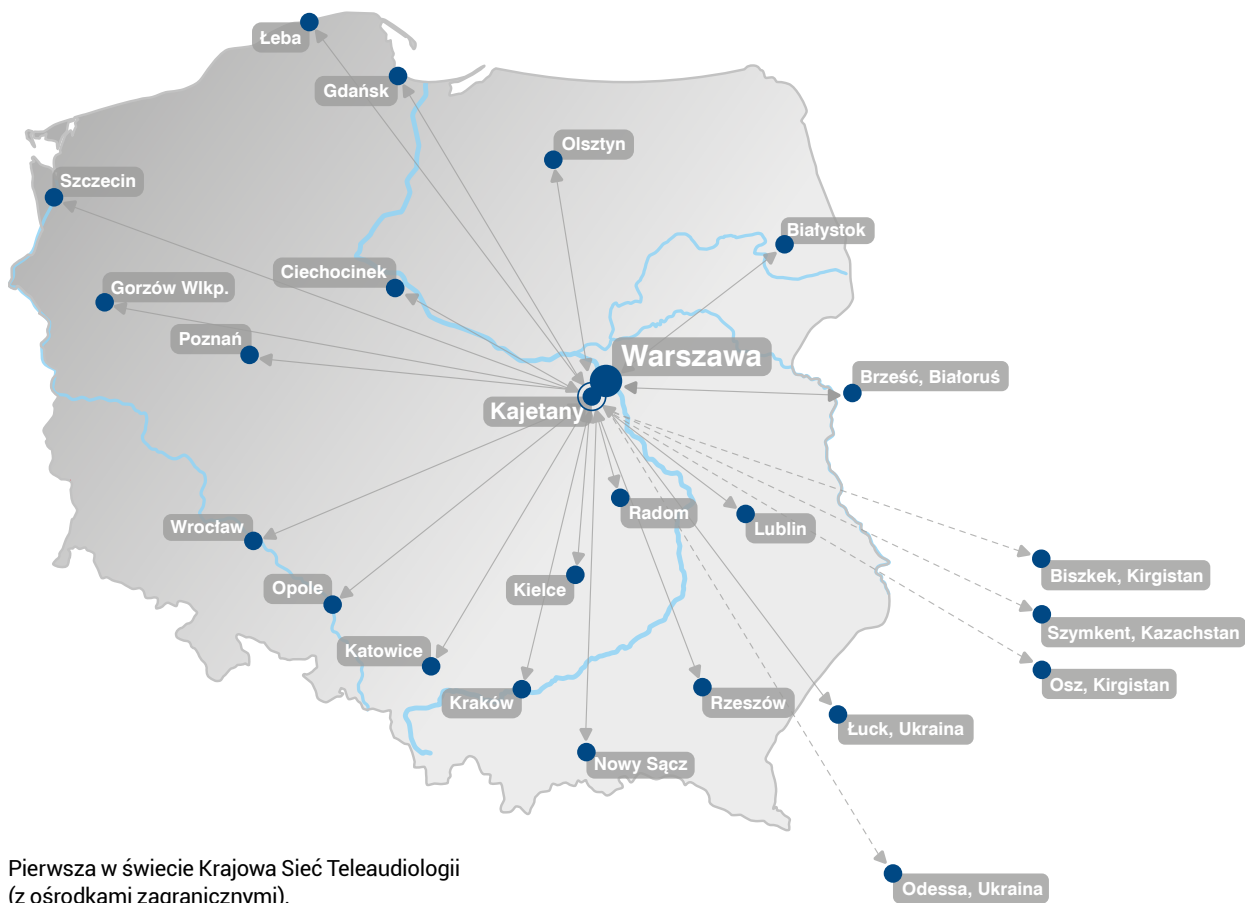 Łeba
Gdańsk
Olsztyn
Szczecin
Białystok
Ciechocinek
Gorzów Wlkp.
Poznań
Warszawa
Brześć, Białoruś
Kajetany
Radom
Lublin
Wrocław
Biszkek, Kirgistan
Opole
Kielce
Szymkent, Kazachstan
Katowice
Osz, Kirgistan
Kraków
Rzeszów
Łuck, Ukraina
Nowy Sącz
Pierwsza w świecie Krajowa Sieć Teleaudiologii
(z ośrodkami zagranicznymi).
Odessa, Ukraina